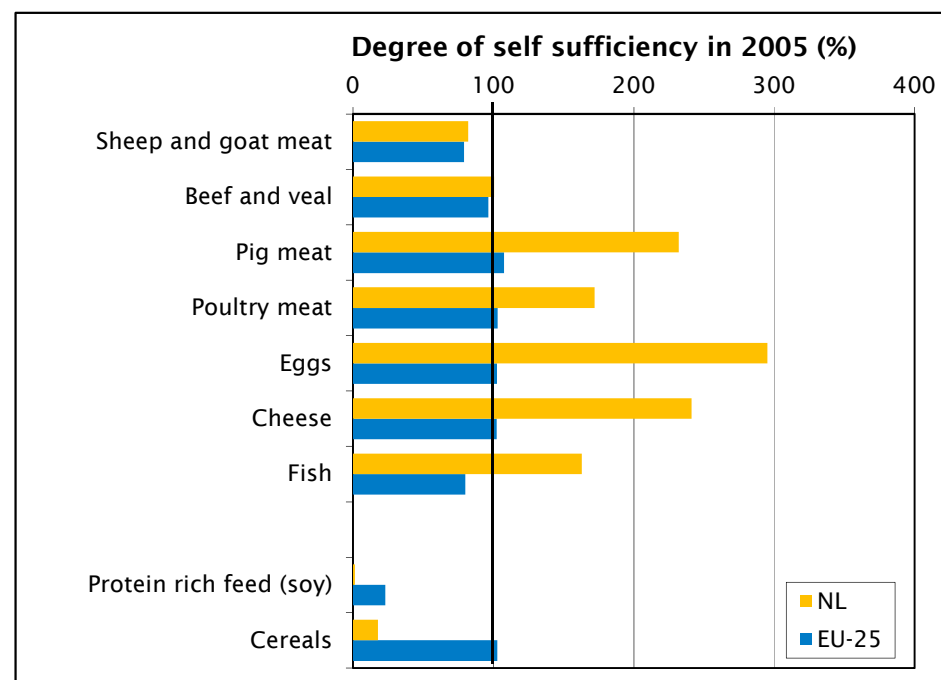 Degree of self sufficiency in 2005 (%)
0 100 200 300 400
Sheep and goat meat
Beef and veal
Pig meat
Poultry meat
Eggs
Cheese
Fish
Protein rich feed (soy)
Cereals
NL
EU-25